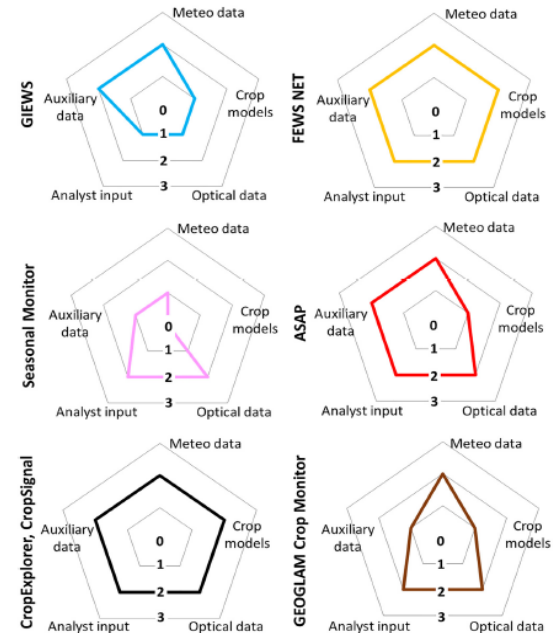 GIEWS
Meteo data
Auxiliary
data
Crop
models
0
1
2
3
Analyst input
Optical data
FEWS NET
Meteo data
Auxiliary
data
Crop
models
0
1
2
3
Analyst input
Optical data
Seasonal Monitor
Meteo data
Auxiliary
data
Crop
models
0
1
2
3
Analyst input
Optical data
ASAP
Meteo data
Auxiliary
data
Crop
models
0
1
2
3
Analyst input
Optical data
CropExplorer, CropSignal
Meteo data
Auxiliary
data
Crop
models
0
1
2
3
Analyst input
Optical data
GEOGLAM Crop Monitor
Meteo data
Auxiliary
data
Crop
models
0
1
2
3
Analyst input
Optical data